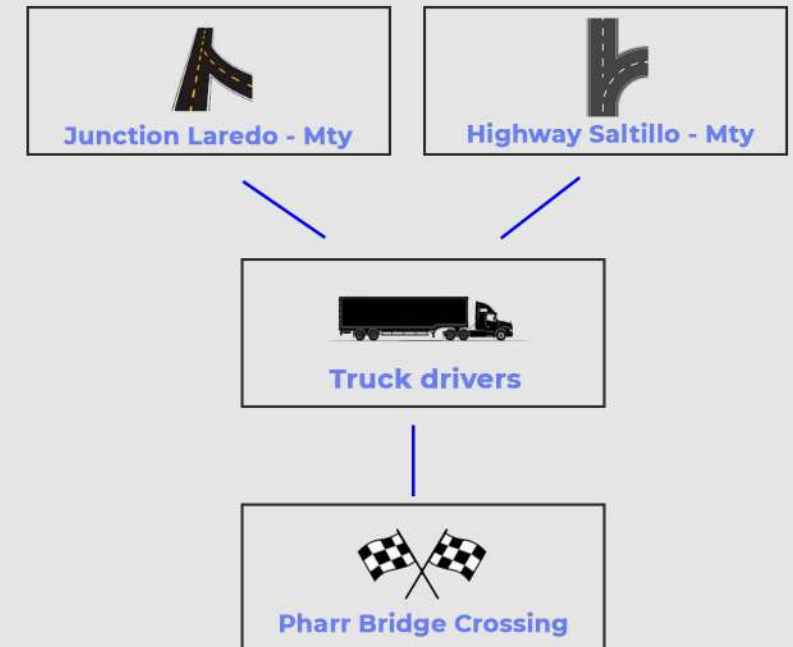 Junction Laredo - Mty
Highway Saltillo - Mty
Truck drivers
Pharr Bridge Crossing